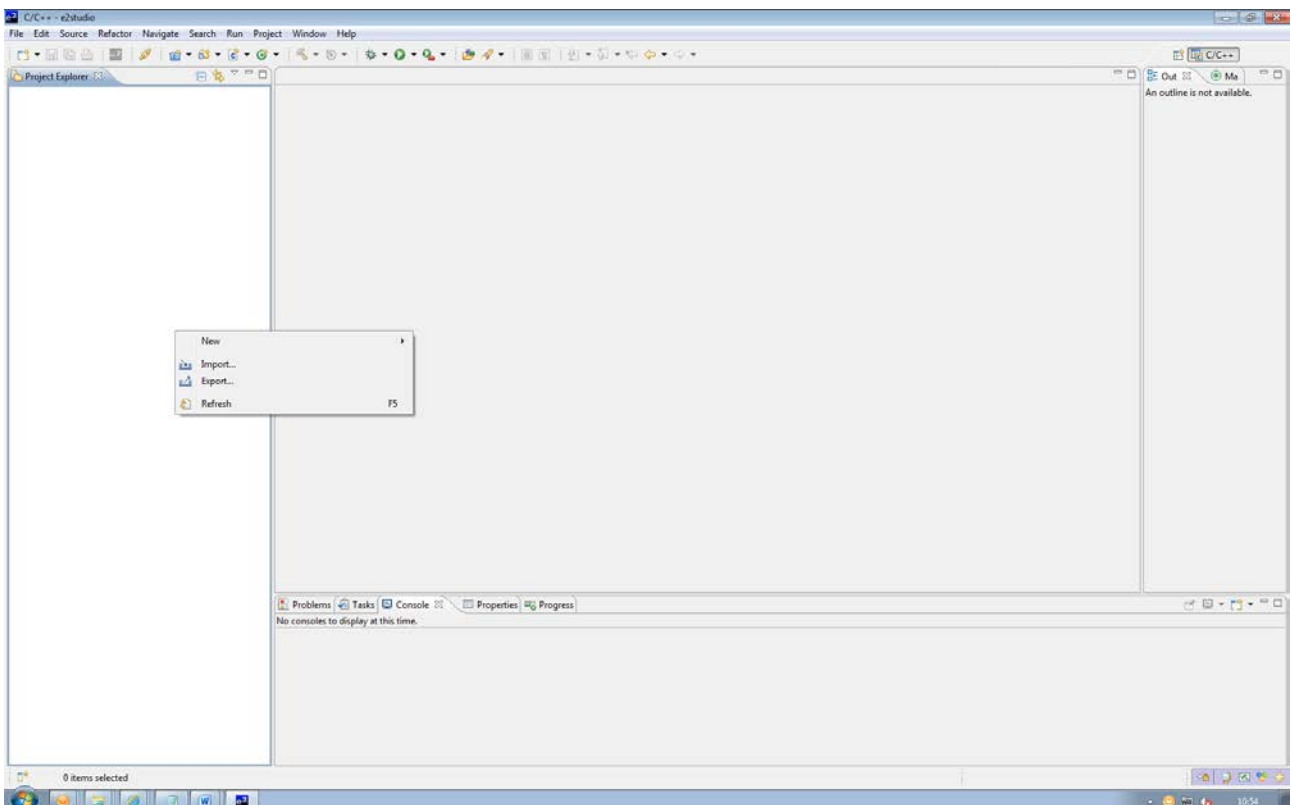 C/C++ - e2studio
File Edit Source Refactor Navigate Search Run Project Window Help
C/C++
Project Explorer
Out
Ma
An outline is not available.
New
Import...
Export...
Refresh F5
Problems Tasks Console Properties Progress
No consoles to display at this time.
0 items selected
10:54